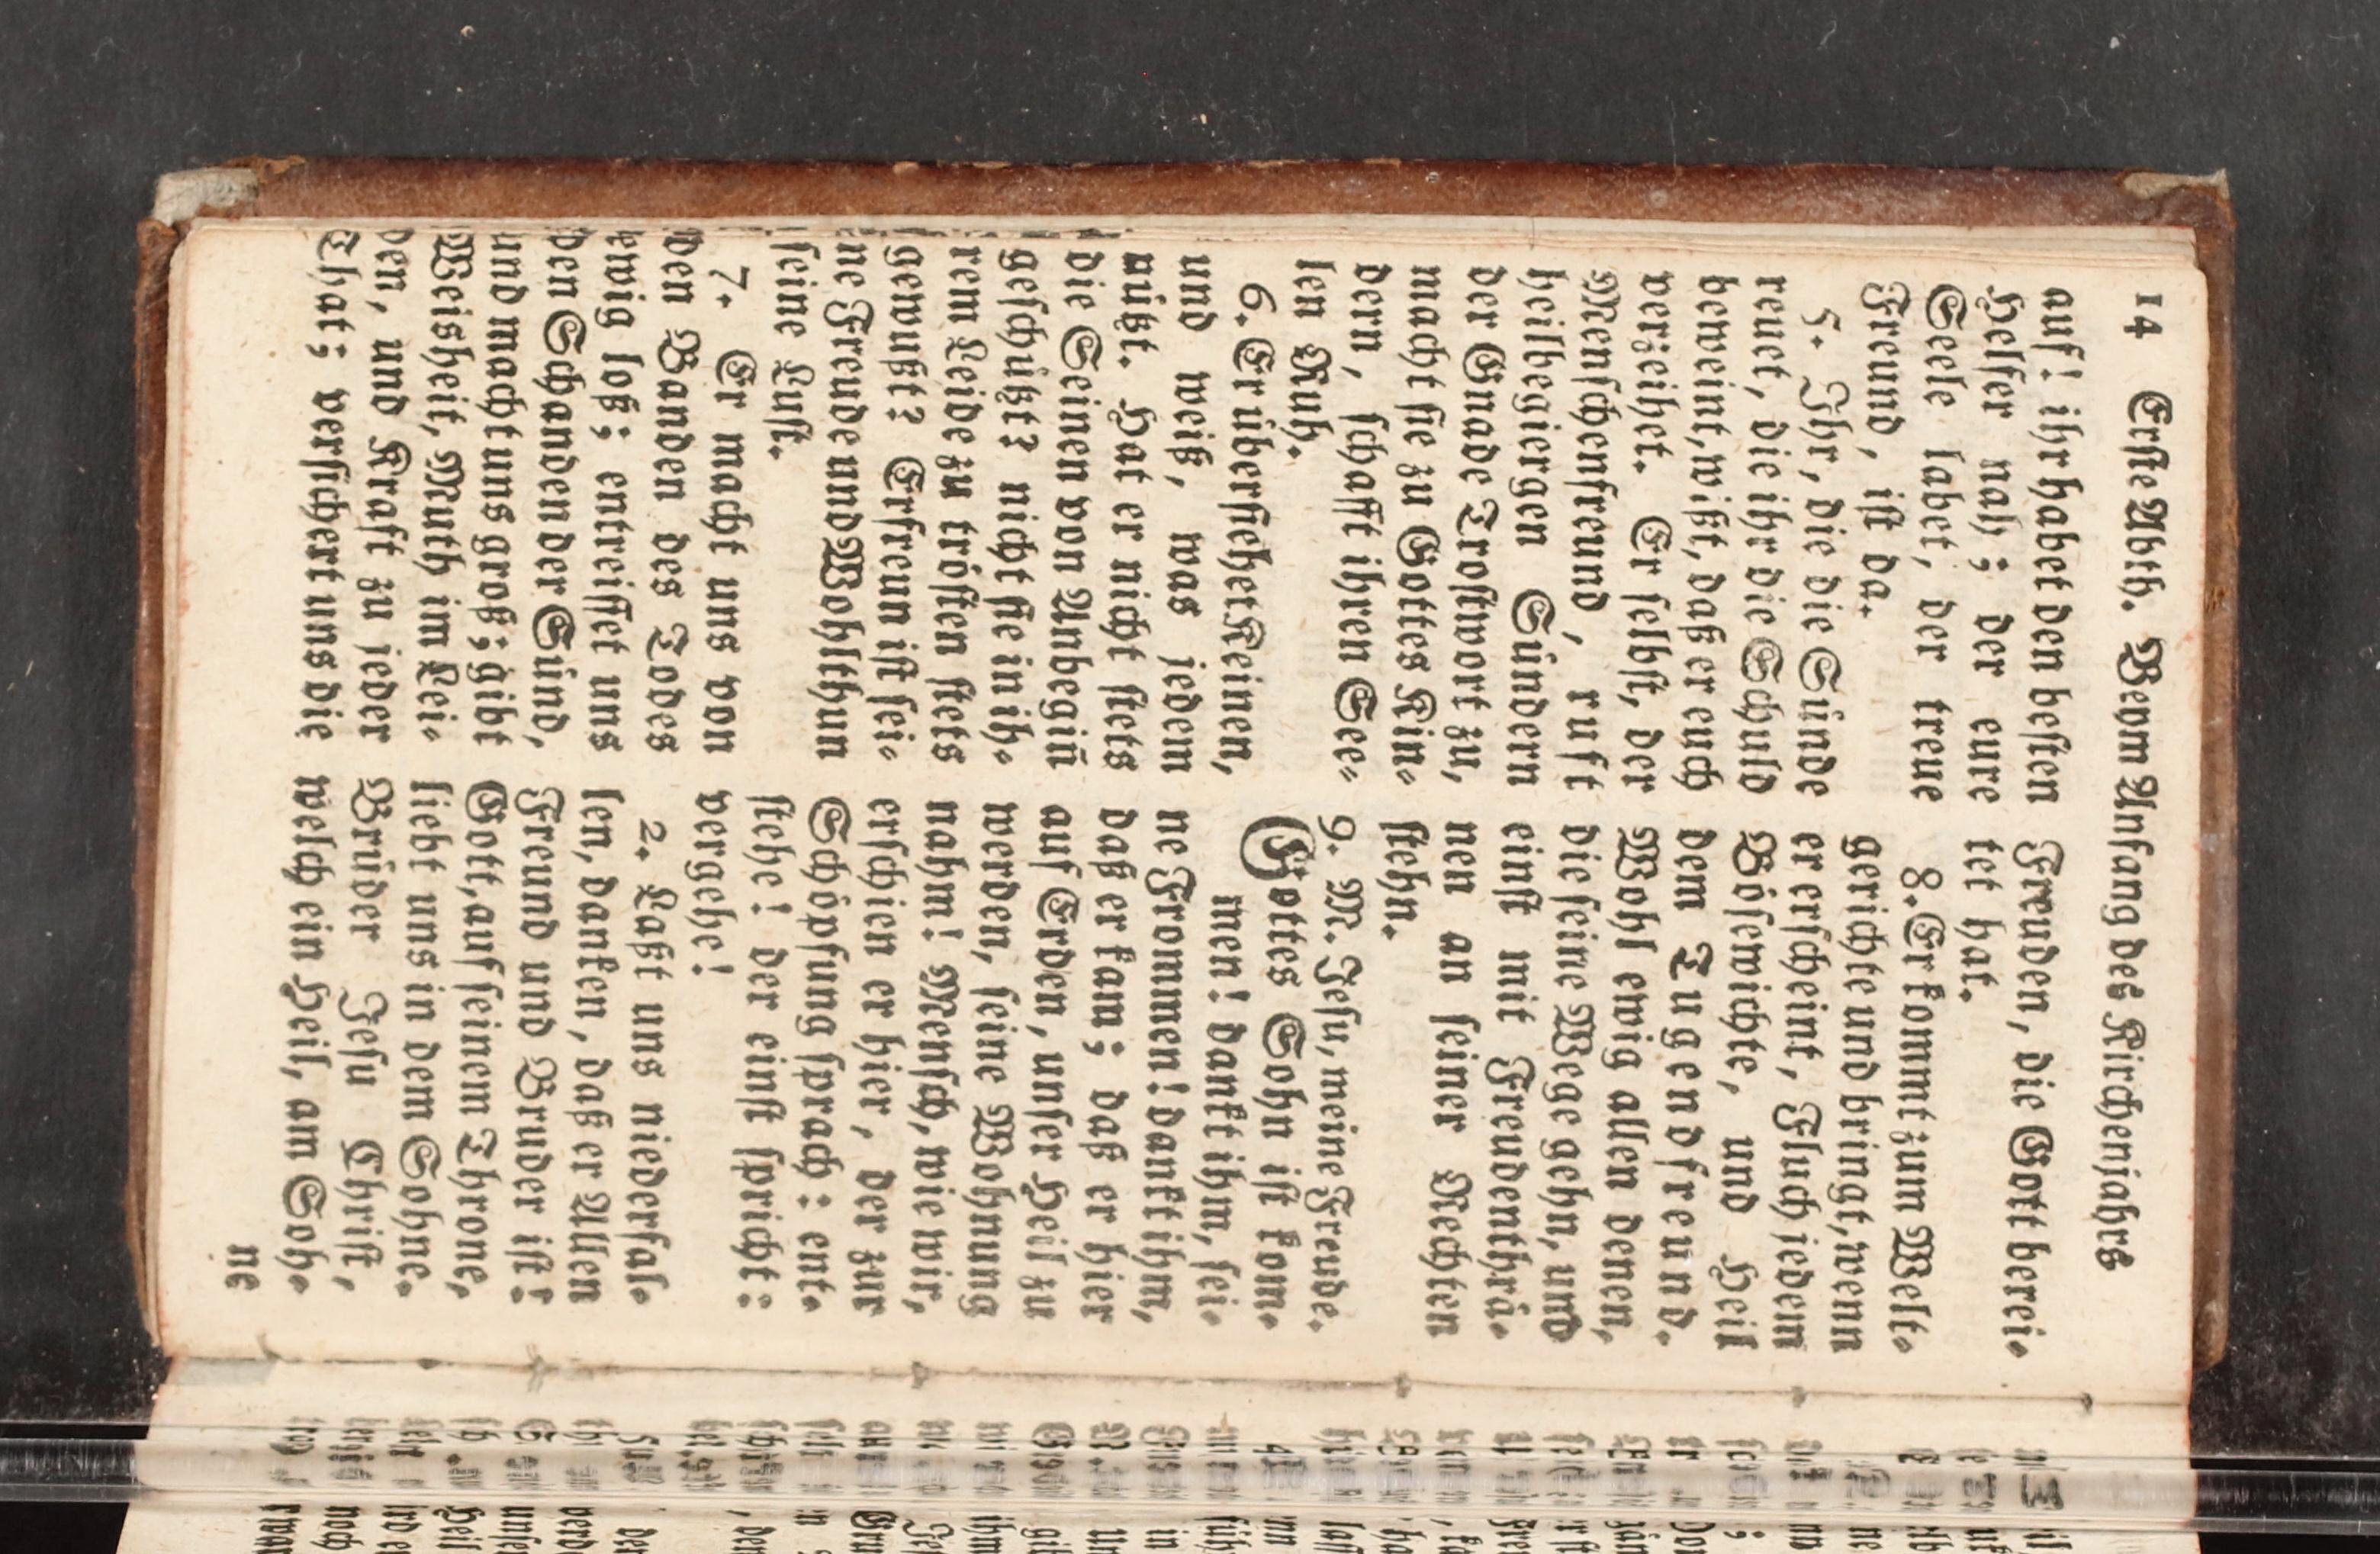 14 Erste Abth. Beym Anfang des Kirchenjahrs
auf! ihr habet den besten
Helfer nah; der eure
Seele labet, der treue
Freund, ist da.
5. Ihr, die die Sünde
reuet, die ihr die Schuld
beweint, wißt, daß er euch
verzeihet. Er selbst, der
Menschenfreund, ruft
heilbegiergen Sündern
der Gnade Trostwort zu,
macht sie zu Gottes Kin-
dern, schafft ihren See-
len Ruh.
6. Er übersiehet Keinen,
und weiß, was jedem
nüßt. Hat er nicht stets
die Seinen von Anbegiñ
geschüßt? nicht sie in ih-
rem Leide zu trösten stets
gewußt? Erfreun ist sei-
ne Freude und Wohlthun
seine Lust.
7. Er macht uns von
den Banden des Todes
ewig loß; entreisset uns
den Schanden der Sünd,
und macht uns groß; gibt
Weisheit, Muth im Lei-
den, und Kraft zu jeder
That; versichert uns die
Freuden, die Gott berei-
tet hat.
8. Er kommt zum Welt-
gerichte und bringt, wenn
er erscheint, Fluch jedem
Bösewichte, und Heil
dem Tugendfreund.
Wohl ewig allen denen,
die seine Wege gehn, und
einst mit Freudenthrä-
nen an seiner Rechten
stehn.
9. M. Jesu, meine Freude.
Gottes Sohn ist kom-
men! dankt ihm, sei-
ne Frommen! dankt ihm,
daß er kam; daß er hier
auf Erden, unser Heil zu
werden, seine Wohnung
nahm! Mensch, wie wir,
erschien er hier, der zur
Schöpfung sprach: ent-
stehe! der einst spricht:
vergehe!
2. Laßt uns niederfal-
len, danken, daß er Allen
Freund und Bruder ist!
Gott, auf seinem Throne,
liebt uns in dem Sohne.
Brüder Jesu Christ,
welch ein Heil, am Soh-
ne